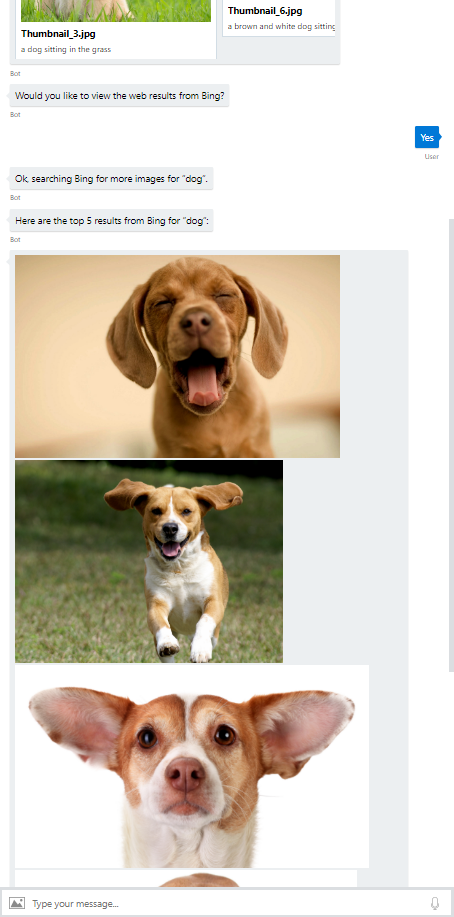 Thumbnail_3.jpg
a dog sitting in the grass
Thumbnail_6.jpg
a brown and white dog sitting
Bot
Would you like to view the web results from Bing?
Bot
Yes
User
Ok, searching Bing for more images for "dog".
Bot
Here are the top 5 results from Bing for "dog":
Bot
Type your message...